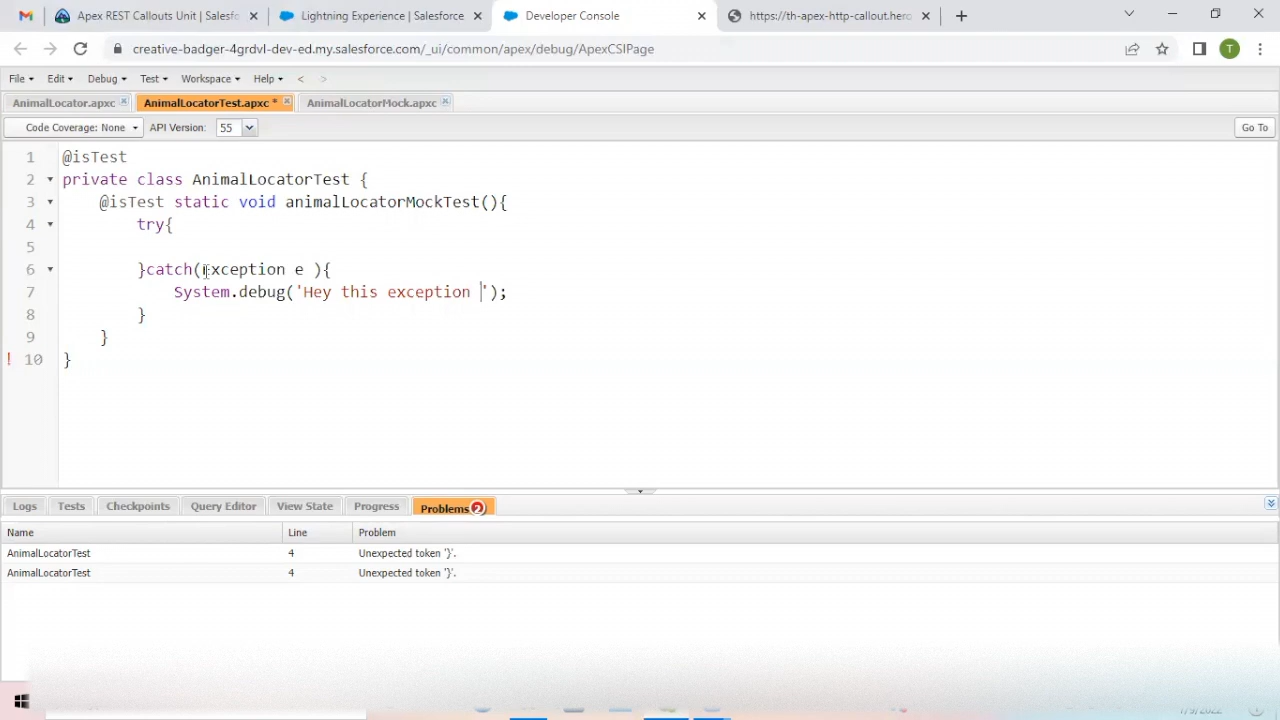 Apex REST Callouts Unit | Salesf
Lightning Experience | Salesforce
Developer Console
https://th-apex-http-callout.hero
creative-badger-4grdvl-dev-ed.my.salesforce.com/_ui/common/apex/debug/ApexCSIPage
T
File Edit Debug Test Workspace Help < >
AnimalLocator.apxc
AnimalLocatorTest.apxc *
AnimalLocatorMock.apxc
Code Coverage: None API Version: 55 Go To
1 @isTest
2 private class AnimalLocatorTest {
3 @isTest static void animalLocatorMockTest(){
4 try{
5
6 }catch(exception e ){
7 System.debug('Hey this exception ');
8 }
9 }
! 10 }
Logs Tests Checkpoints Query Editor View State Progress Problems 2
Name Line Problem
AnimalLocatorTest 4 Unexpected token '}'.
AnimalLocatorTest 4 Unexpected token '}'.